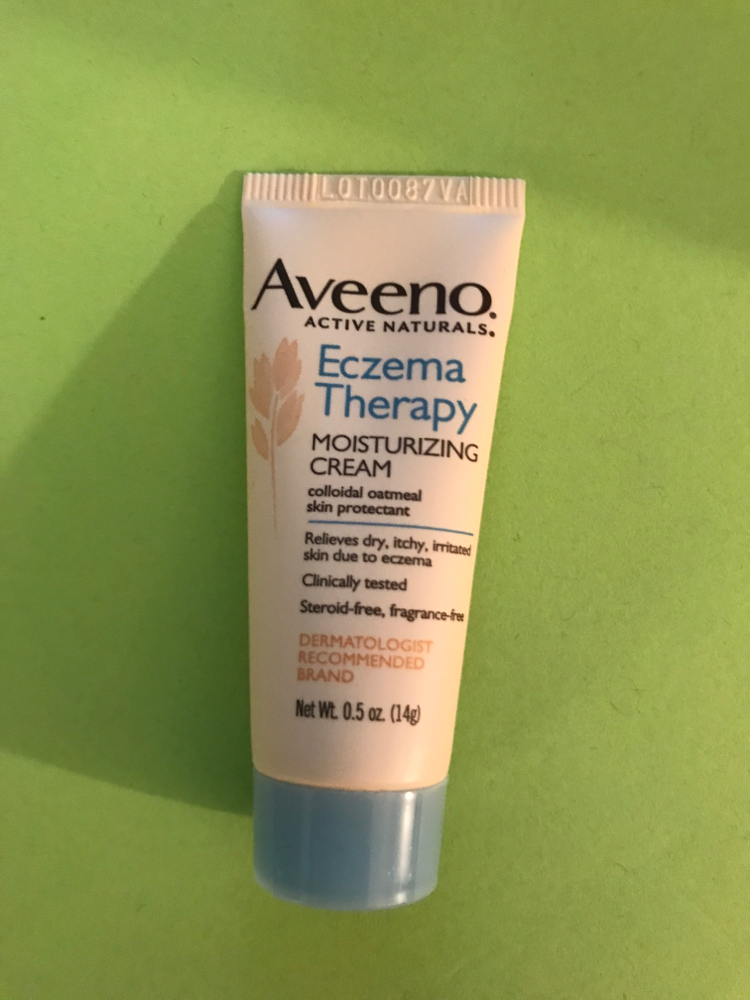 LOT0087VA
Aveeno.
ACTIVE NATURALS.
Eczema
Therapy
MOISTURIZING
CREAM
colloidal oatmeal
skin protectant
Relieves dry, itchy, irritated
skin due to eczema
Clinically tested
Steroid-free, fragrance-free
DERMATOLOGIST
RECOMMENDED
BRAND
Net Wt. 0.5 oz. (14g)